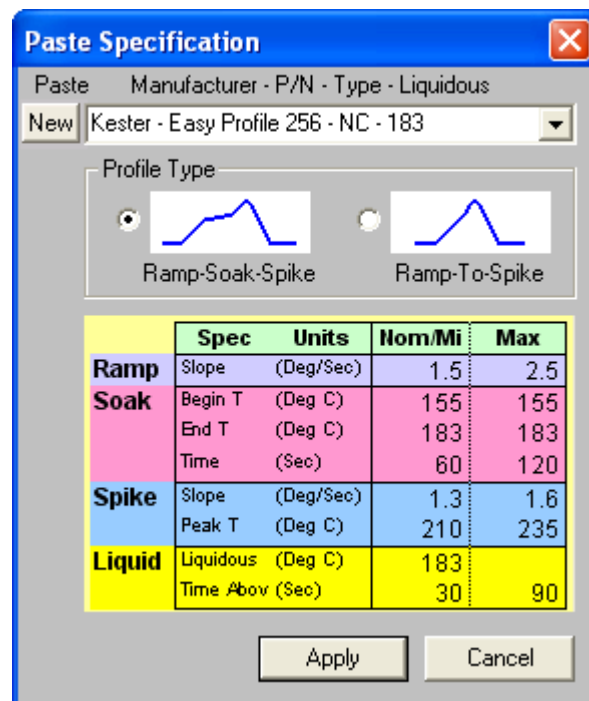 Paste Specification
Paste Manufacturer - P/N - Type - Liquidous
New Kester - Easy Profile 256 - NC - 183
Profile Type
Ramp-Soak-Spike Ramp-To-Spike
Spec Units Nom/Mi Max
Ramp Slope (Deg/Sec) 1.5 2.5
Soak Begin T (Deg C) 155 155
End T (Deg C) 183 183
Time (Sec) 60 120
Spike Slope (Deg/Sec) 1.3 1.6
Peak T (Deg C) 210 235
Liquid Liquidous (Deg C) 183
Time Abov (Sec) 30 90
Apply Cancel